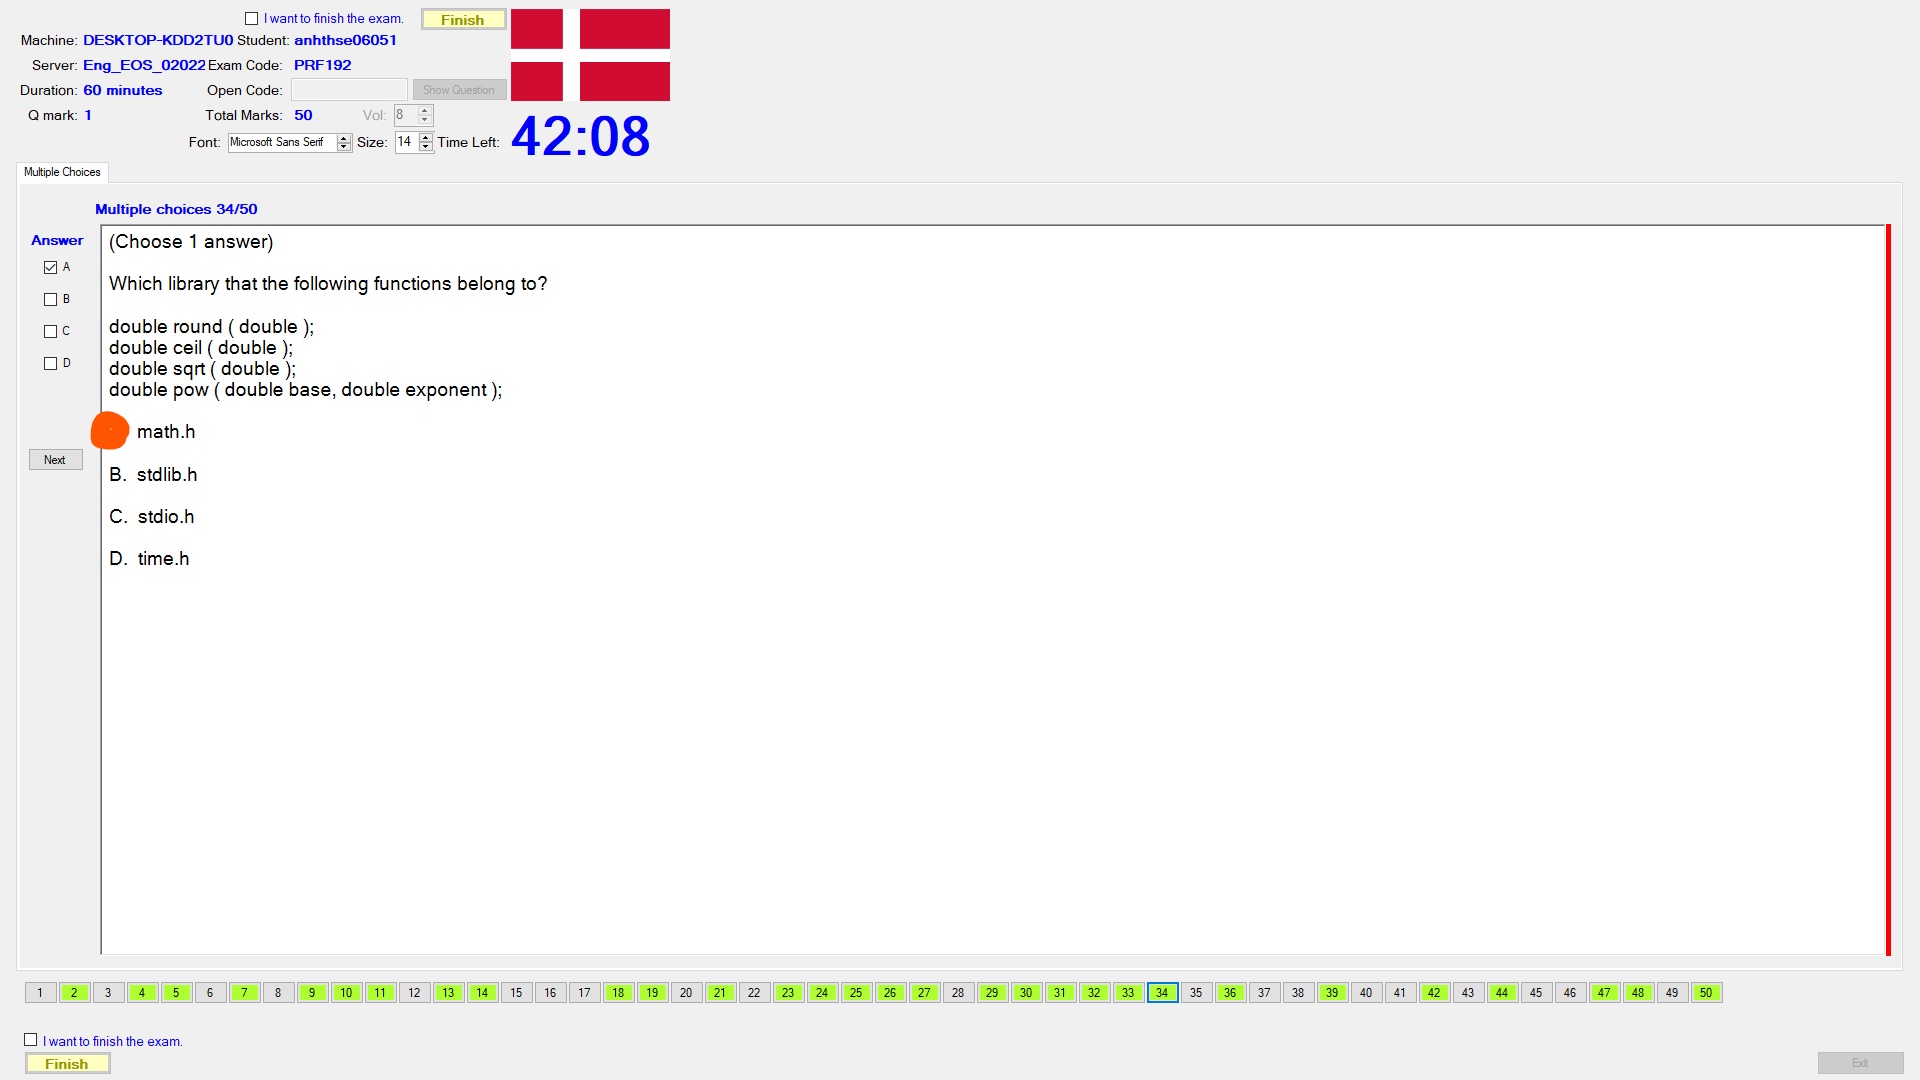 I want to finish the exam. Finish
Machine: DESKTOP-KDD2TU0 Student: anhthse06051
Server: Eng_EOS_02022 Exam Code: PRF192
Duration: 60 minutes Open Code: Show Question
Q mark: 1 Total Marks: 50 Vol: 8
Font: Microsoft Sans Serif Size: 14 Time Left: 42:08
Multiple Choices
Multiple choices 34/50
Answer
A
B
C
D
Next
(Choose 1 answer)
Which library that the following functions belong to?
double round ( double );
double ceil ( double );
double sqrt ( double );
double pow ( double base, double exponent );
math.h
B. stdlib.h
C. stdio.h
D. time.h
1 2 3 4 5 6 7 8 9 10 11 12 13 14 15 16 17 18 19 20 21 22 23 24 25 26 27 28 29 30 31 32 33 34 35 36 37 38 39 40 41 42 43 44 45 46 47 48 49 50
I want to finish the exam.
Finish
Exit